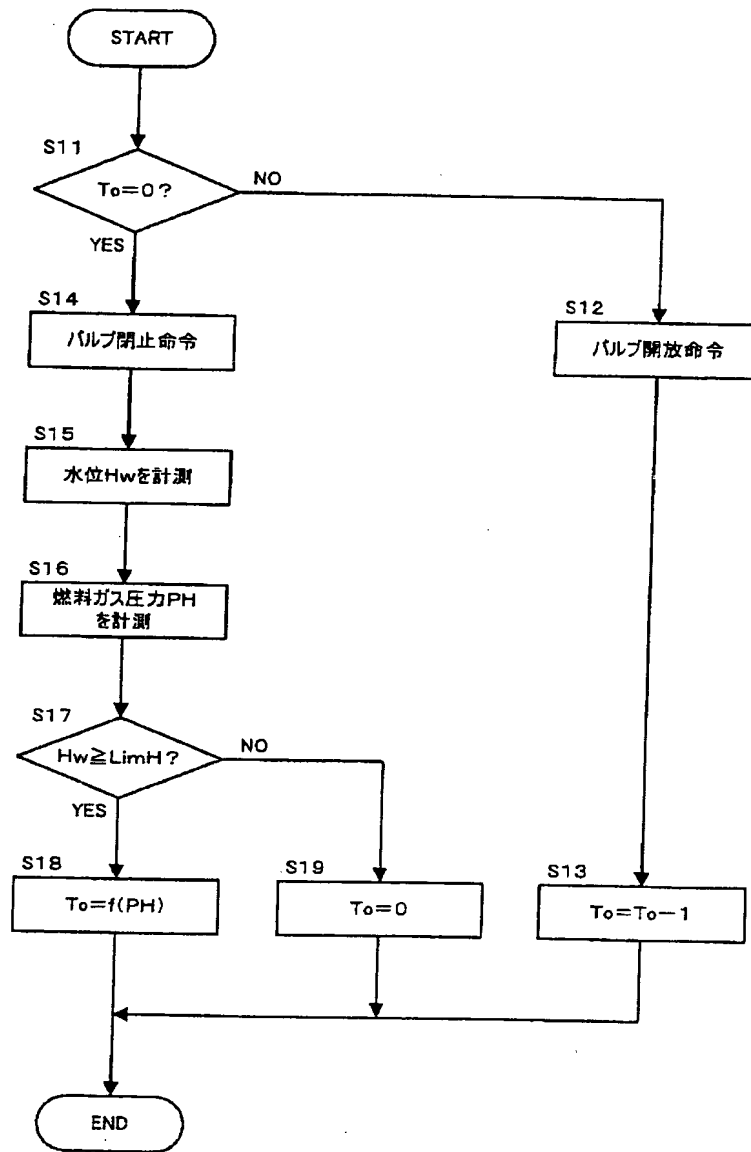 START
S11
To=0?
NO
YES
S14
バルブ閉止命令
S12
バルブ開放命令
S15
水位Hwを計測
S16
燃料ガス圧力PH
を計測
S17
Hw≧LimH?
NO
YES
S18
To=f(PH)
S19
To=0
S13
To=To-1
END